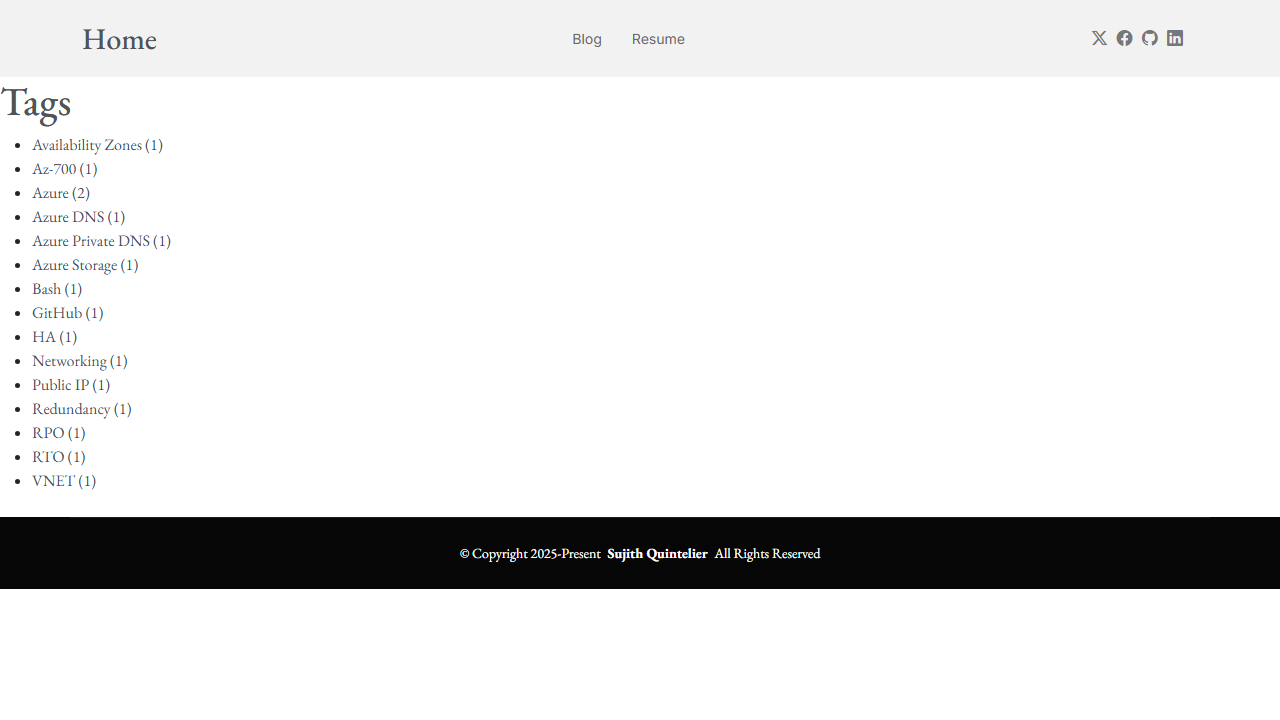 Home
Blog
Resume
Tags
Availability Zones (1)
Az-700 (1)
Azure (2)
Azure DNS (1)
Azure Private DNS (1)
Azure Storage (1)
Bash (1)
GitHub (1)
HA (1)
Networking (1)
Public IP (1)
Redundancy (1)
RPO (1)
RTO (1)
VNET (1)
© Copyright 2025-Present Sujith Quintelier All Rights Reserved